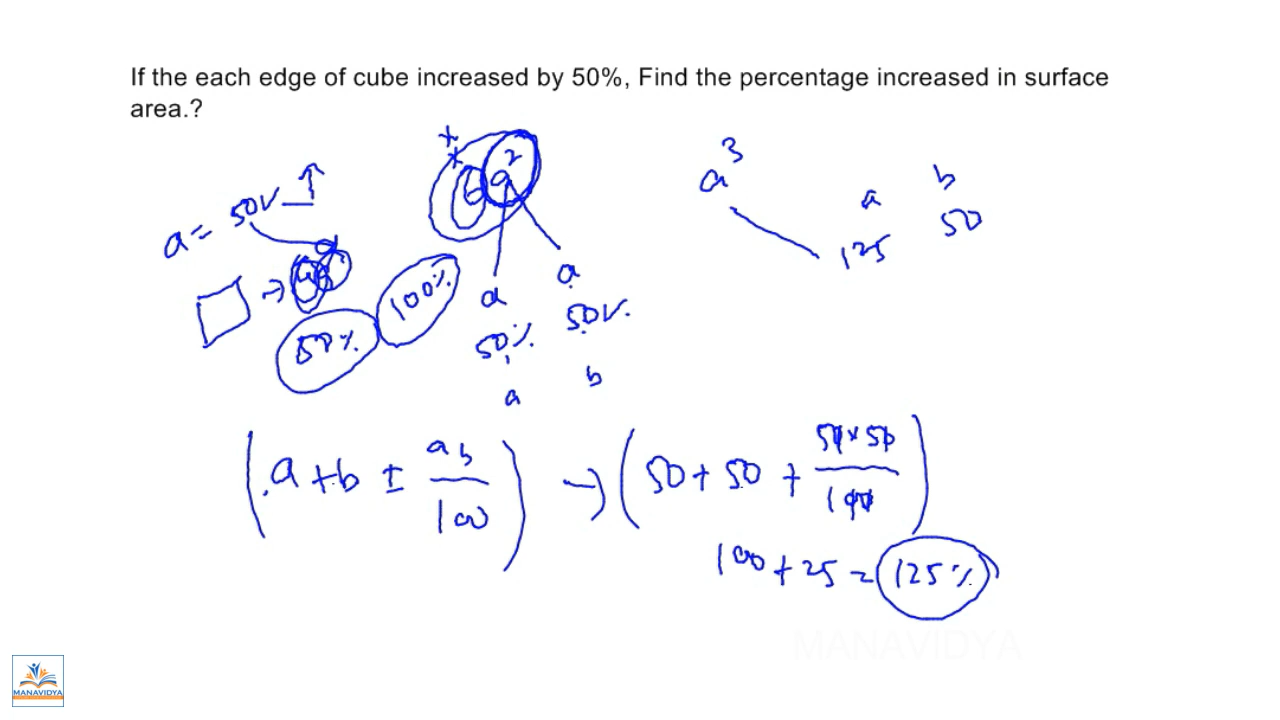 If the each edge of cube increased by 50%, Find the percentage increased in surface
area.?
a = 50% ↑
6a²
a³
a b
125 50
→ 4a
50% 100%
a a
50% 50%
a b
(a + b ± ab/100) → (50 + 50 + 50×50/100)
100 + 25 = 125%
MANAVIDYA
MANAVIDYA